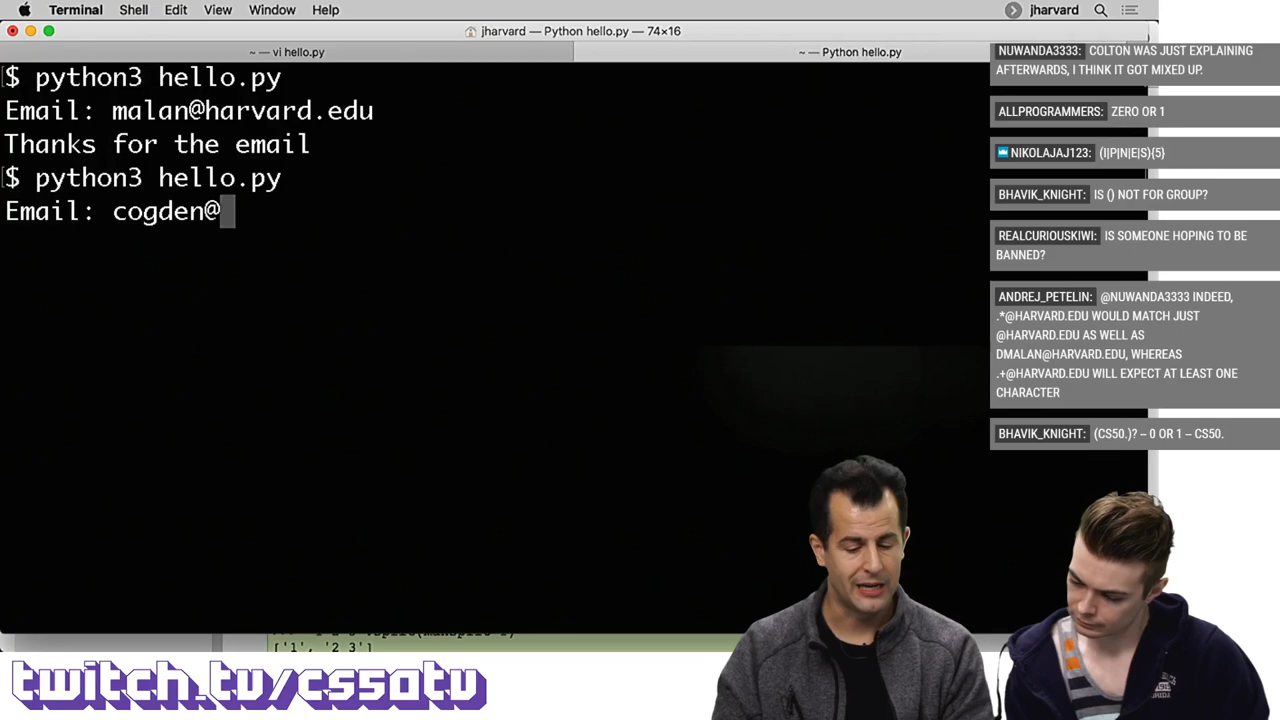 Terminal Shell Edit View Window Help
jharvard
jharvard — Python hello.py — 74×16
~ — vi hello.py
~ — Python hello.py
$ python3 hello.py
Email: malan@harvard.edu
Thanks for the email
$ python3 hello.py
Email: cogden@
NUWANDA3333: COLTON WAS JUST EXPLAINING
AFTERWARDS, I THINK IT GOT MIXED UP.
ALLPROGRAMMERS: ZERO OR 1
NIKOLAJAJ123: (I|P|N|E|S){5}
BHAVIK_KNIGHT: IS () NOT FOR GROUP?
REALCURIOUSKIWI: IS SOMEONE HOPING TO BE
BANNED?
ANDREJ_PETELIN: @NUWANDA3333 INDEED,
.*@HARVARD.EDU WOULD MATCH JUST
@HARVARD.EDU AS WELL AS
DMALAN@HARVARD.EDU, WHEREAS
.+@HARVARD.EDU WILL EXPECT AT LEAST ONE
CHARACTER
BHAVIK_KNIGHT: (CS50.)? – 0 OR 1 – CS50.
['1', '2 3']
twitch.tv/cs50tv